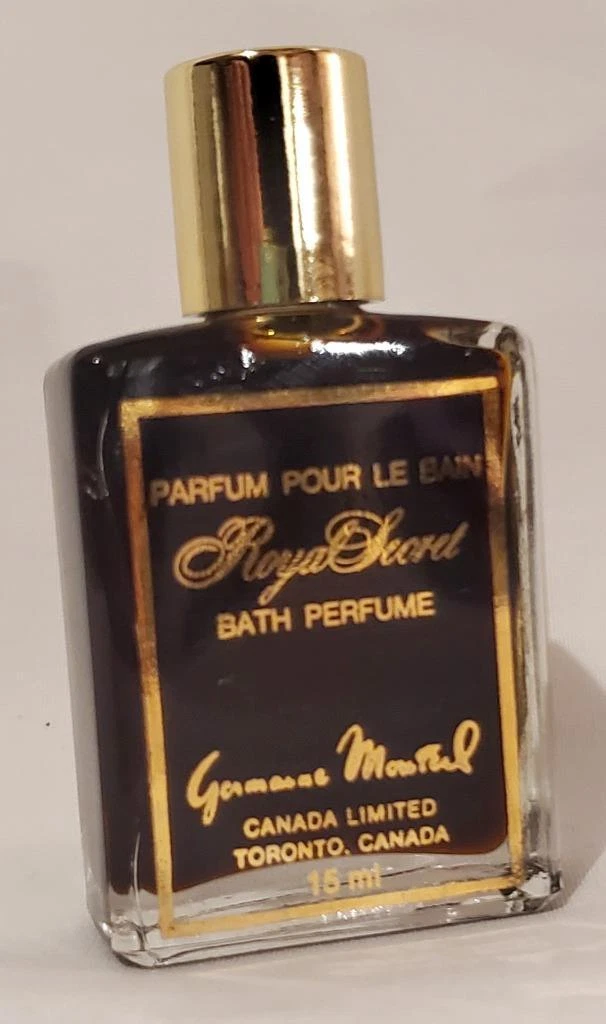 PARFUM POUR LE BAIN
Royal Secret
BATH PERFUME
Germaine Monteil
CANADA LIMITED
TORONTO, CANADA
15 ml